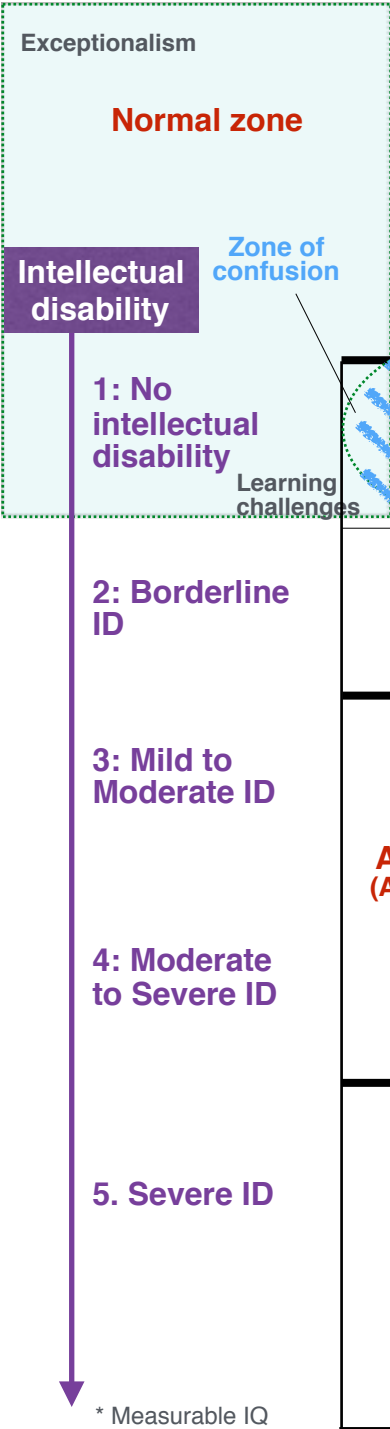 Exceptionalism
Normal zone
Zone of
confusion
Intellectual
disability
1: No
intellectual
disability
Learning
challenges
2: Borderline
ID
3: Mild to
Moderate ID
A
(A
4: Moderate
to Severe ID
5. Severe ID
* Measurable IQ